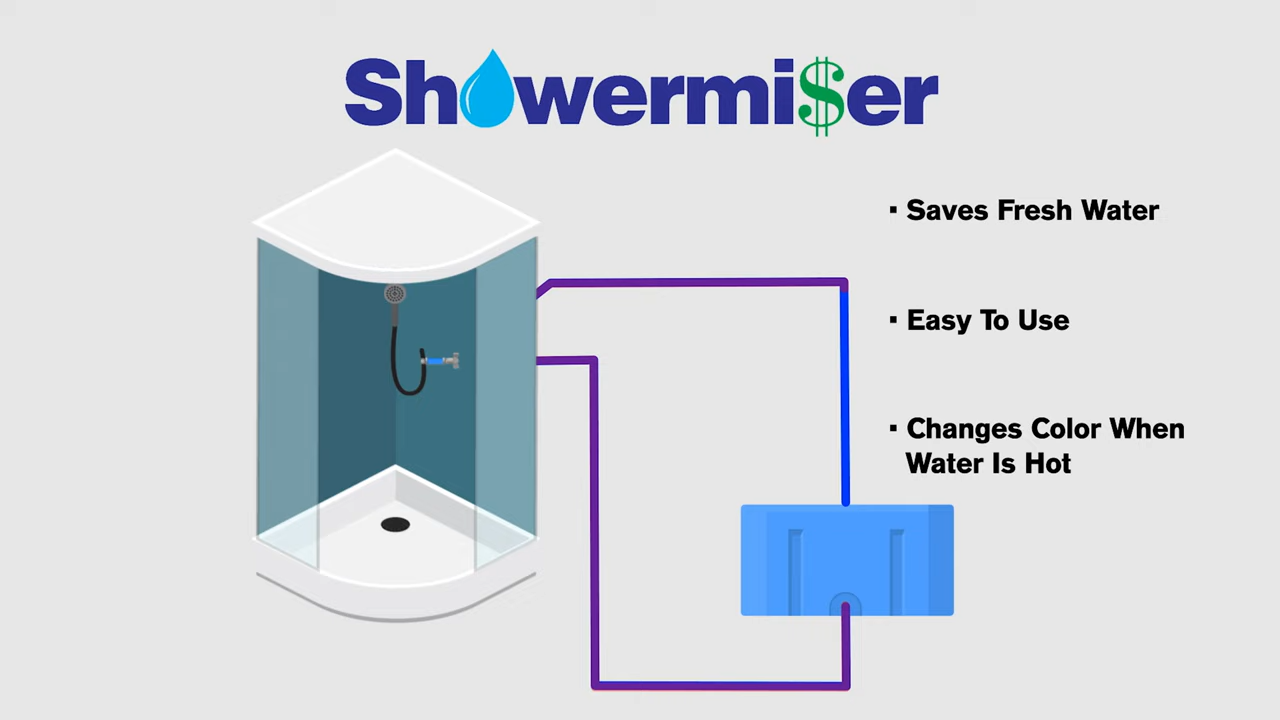 Showermi$er
▪ Saves Fresh Water
▪ Easy To Use
▪ Changes Color When
Water Is Hot